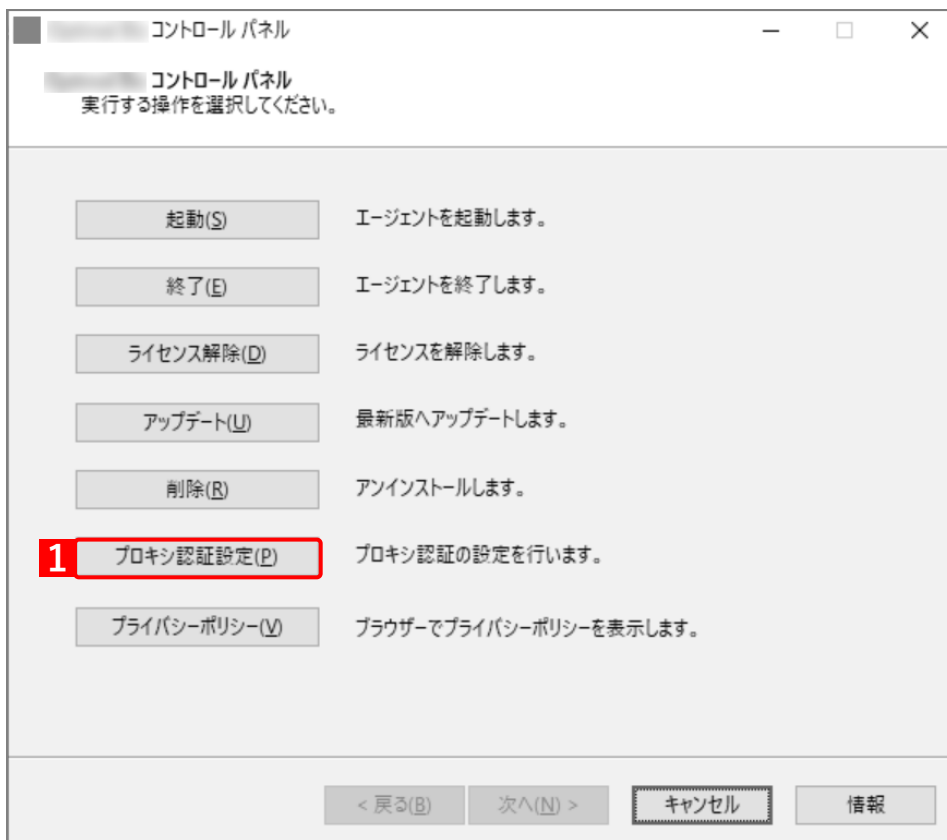 コントロール パネル
コントロール パネル
実行する操作を選択してください。
起動(S) エージェントを起動します。
終了(E) エージェントを終了します。
ライセンス解除(D) ライセンスを解除します。
アップデート(U) 最新版へアップデートします。
削除(R) アンインストールします。
1 プロキシ認証設定(P) プロキシ認証の設定を行います。
プライバシーポリシー(V) ブラウザーでプライバシーポリシーを表示します。
< 戻る(B) 次へ(N) > キャンセル 情報